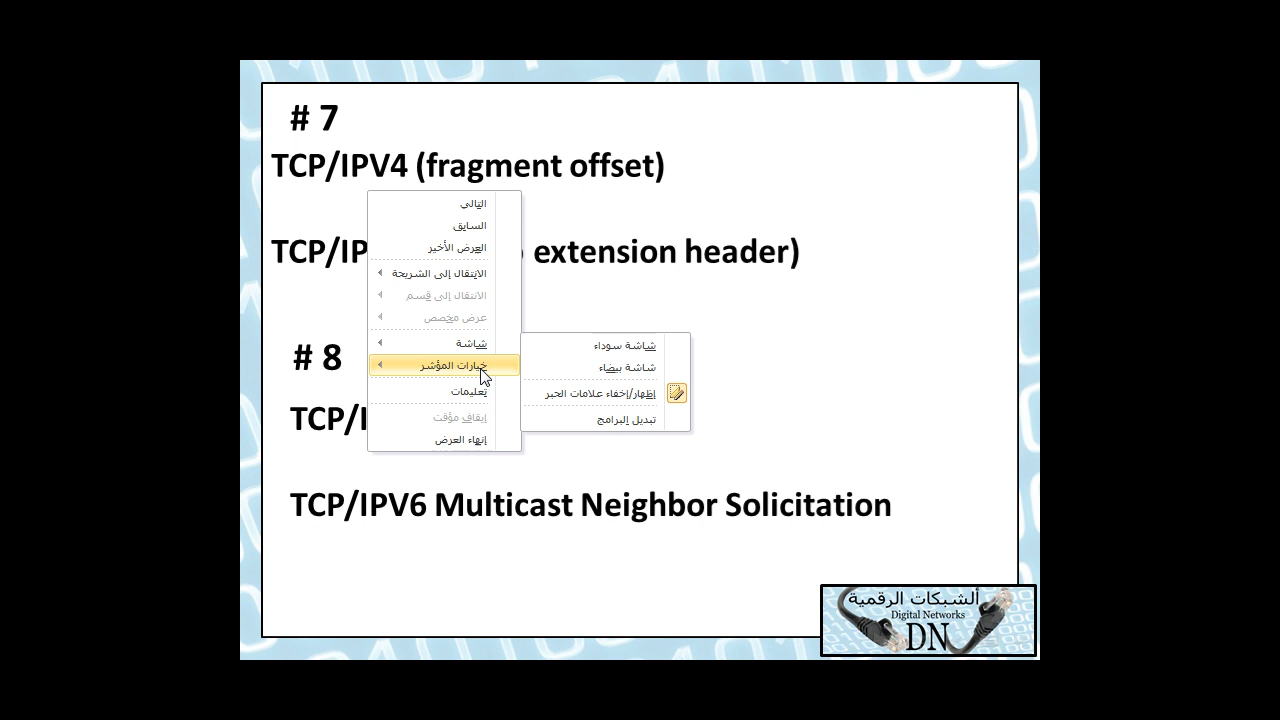 # 7
TCP/IPV4 (fragment offset)
TCP/IP extension header)
# 8
TCP/I
TCP/IPV6 Multicast Neighbor Solicitation
التالي
السابق
العرض الأخير
الانتقال إلى الشريحة
الانتقال إلى قسم
عرض مخصص
شاشة
خيارات المؤشر
تعليمات
إيقاف مؤقت
إنهاء العرض
شاشة سوداء
شاشة بيضاء
إظهار/إخفاء علامات الحبر
تبديل البرامج
ألشبكات الرقمية
Digital Networks
DN